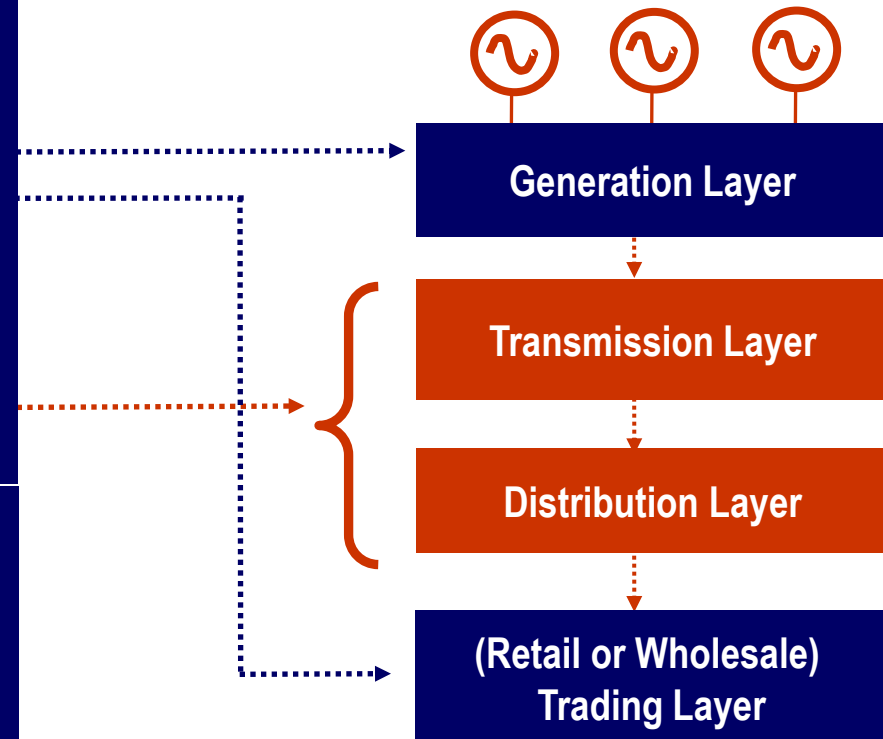 Generation Layer
Transmission Layer
Distribution Layer
(Retail or Wholesale)
Trading Layer